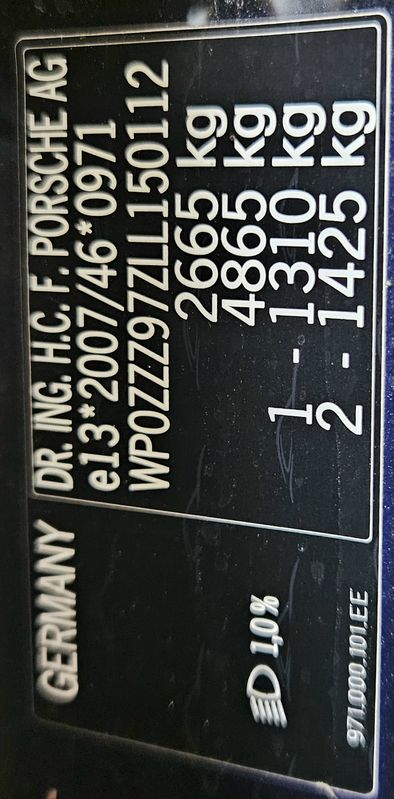 GERMANY
DR. ING. H.C. F. PORSCHE AG
e13*2007/46*0971
WP0ZZZ97ZLL150112
2665 kg
4865 kg
1 - 1310 kg
2 - 1425 kg
1,0%
971.000.101.EE